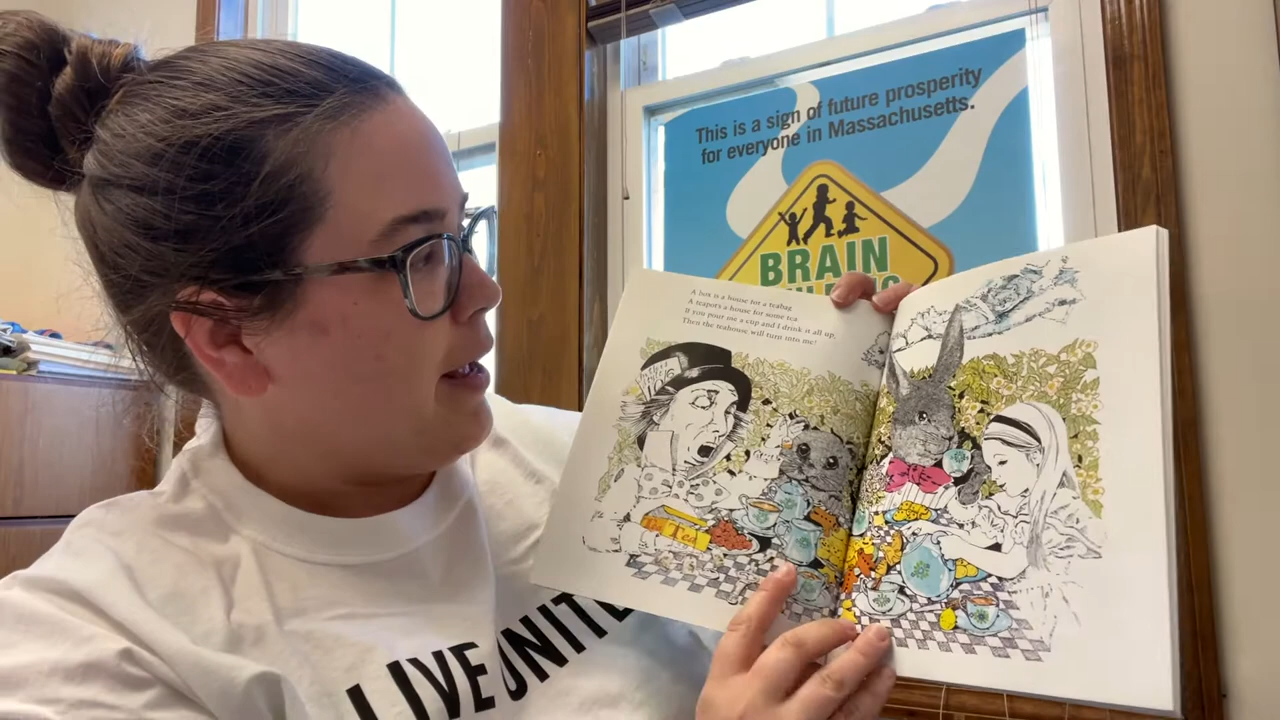 This is a sign of future prosperity
for everyone in Massachusetts.
BRAIN
A box is a house for a teabag
A teapot's a house for some tea
If you pour me a cup and I drink it all up,
Then the teahouse will turn into me!
Tea
LIVE UNITE